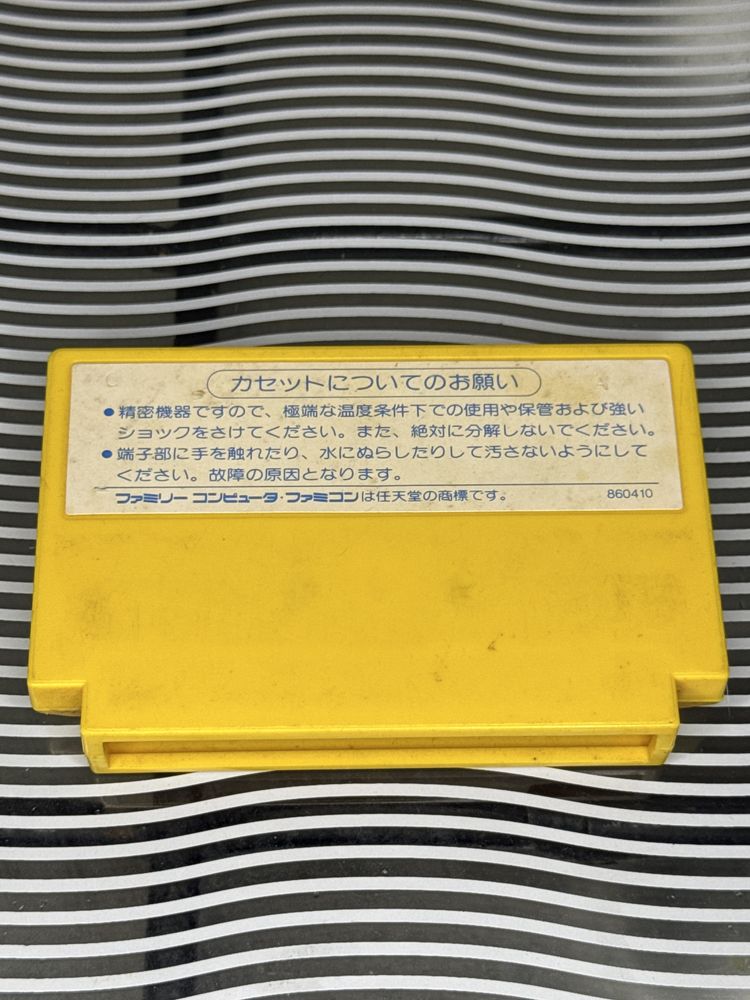 カセットについてのお願い
●精密機器ですので、極端な温度条件下での使用や保管および強い
ショックをさけてください。また、絶対に分解しないでください。
●端子部に手を触れたり、水にぬらしたりして汚さないようにして
ください。故障の原因となります。
ファミリーコンピュータ・ファミコンは任天堂の商標です。 860410